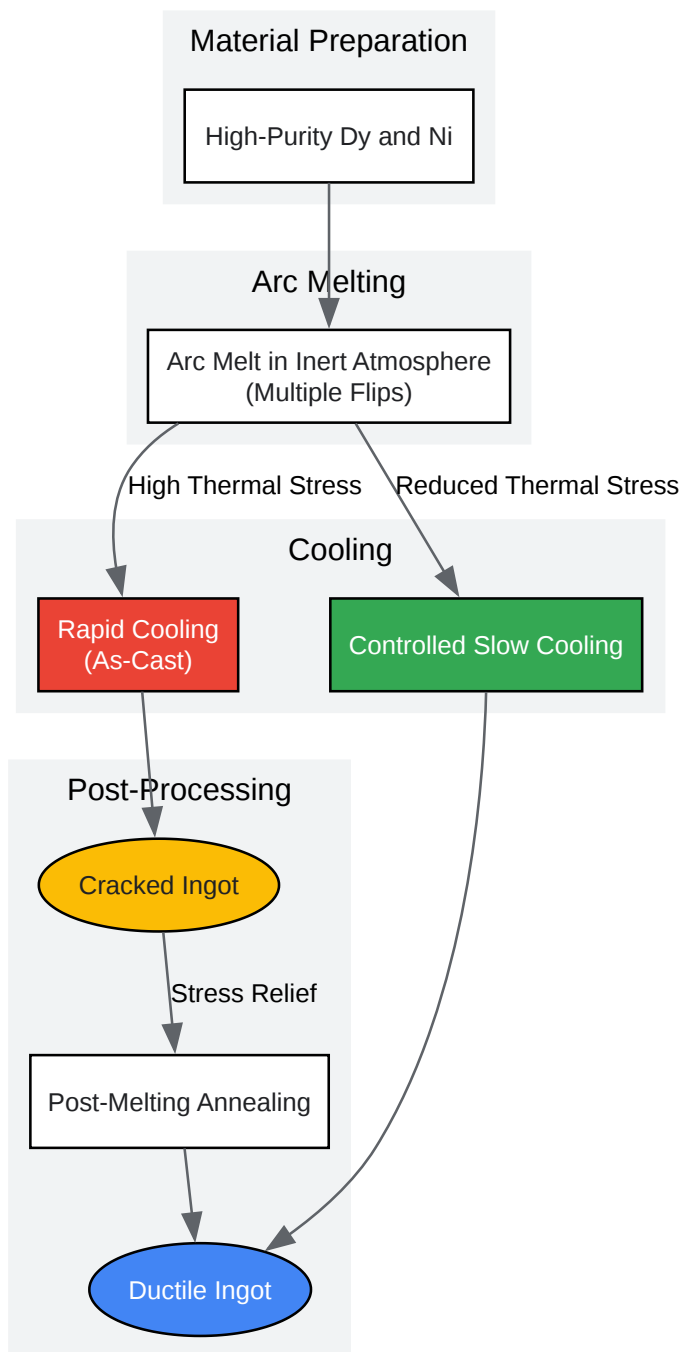 Material Preparation
High-Purity Dy and Ni
Arc Melting
Arc Melt in Inert Atmosphere
(Multiple Flips)
High Thermal Stress
Reduced Thermal Stress
Cooling
Rapid Cooling
(As-Cast)
Controlled Slow Cooling
Post-Processing
Cracked Ingot
Stress Relief
Post-Melting Annealing
Ductile Ingot